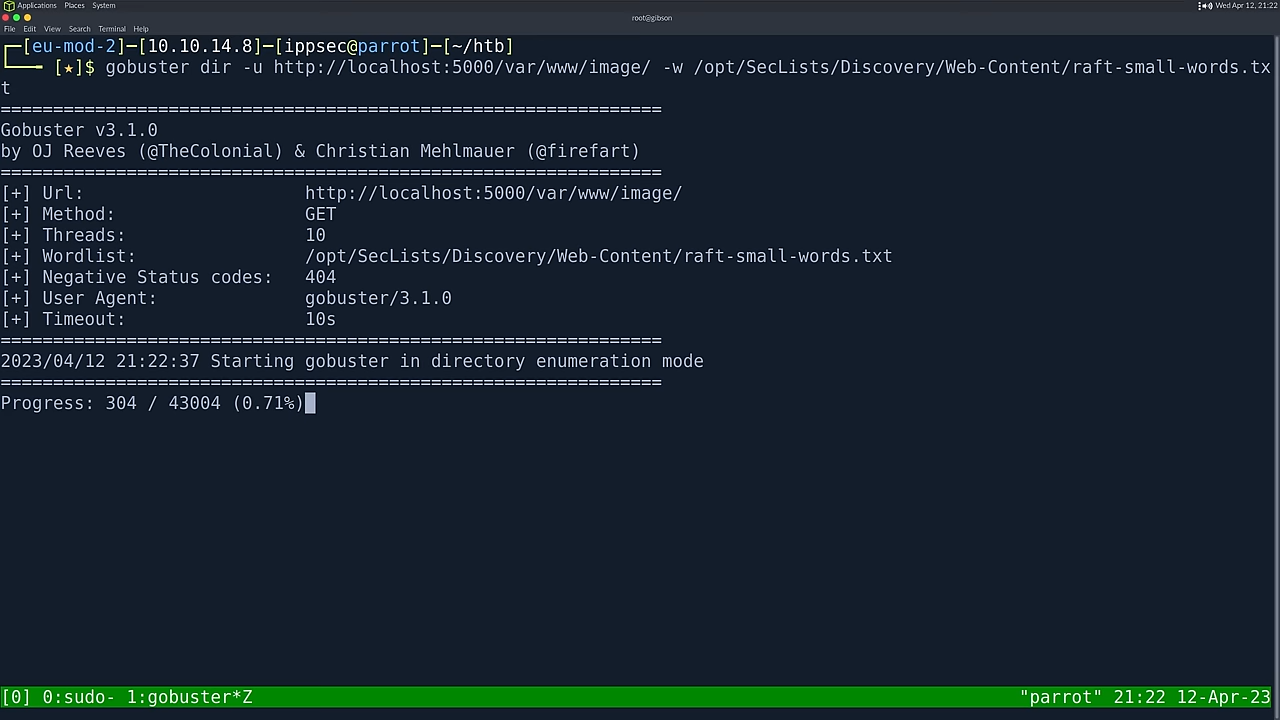 Applications Places System Wed Apr 12, 21:22
root@gibson
File Edit View Search Terminal Help
┌─[eu-mod-2]─[10.10.14.8]─[ippsec@parrot]─[~/htb]
└──╼ [★]$ gobuster dir -u http://localhost:5000/var/www/image/ -w /opt/SecLists/Discovery/Web-Content/raft-small-words.tx
t
===============================================================
Gobuster v3.1.0
by OJ Reeves (@TheColonial) & Christian Mehlmauer (@firefart)
===============================================================
[+] Url:                     http://localhost:5000/var/www/image/
[+] Method:                  GET
[+] Threads:                 10
[+] Wordlist:                /opt/SecLists/Discovery/Web-Content/raft-small-words.txt
[+] Negative Status codes:   404
[+] User Agent:              gobuster/3.1.0
[+] Timeout:                 10s
===============================================================
2023/04/12 21:22:37 Starting gobuster in directory enumeration mode
===============================================================
Progress: 304 / 43004 (0.71%)
[0] 0:sudo- 1:gobuster*Z "parrot" 21:22 12-Apr-23